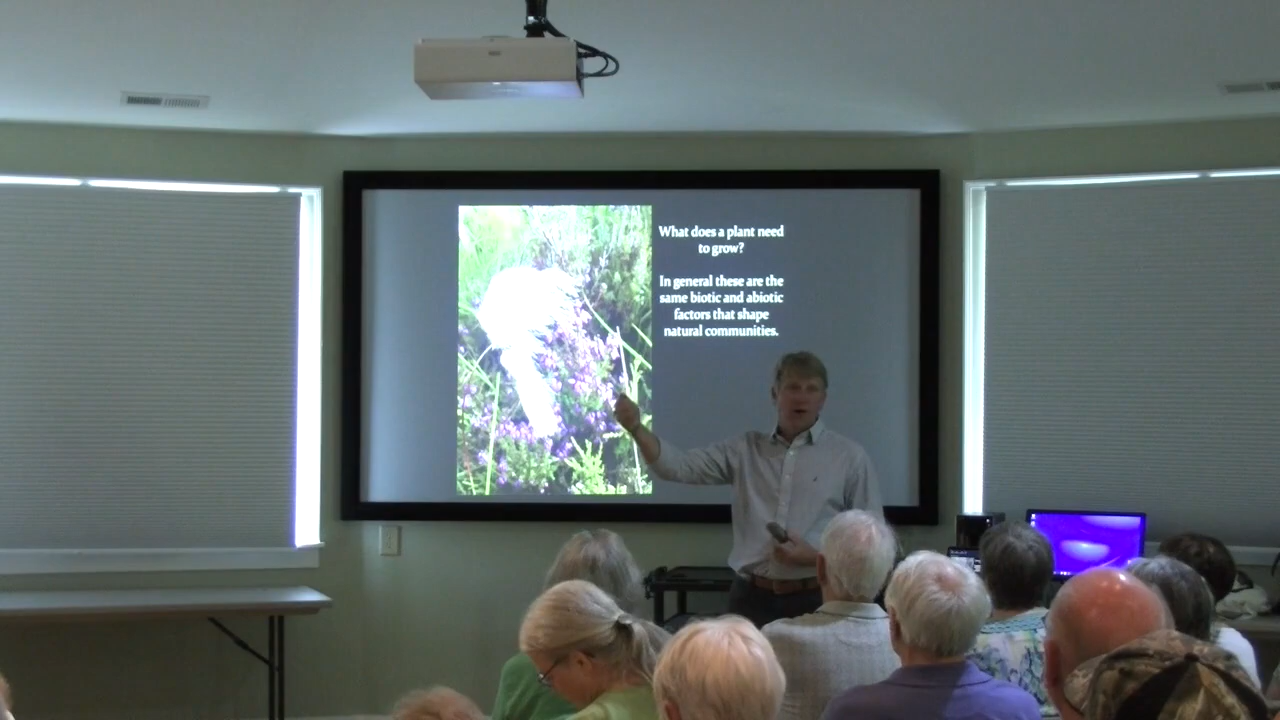 What does a plant need
to grow?
In general these are the
same biotic and abiotic
factors that shape
natural communities.